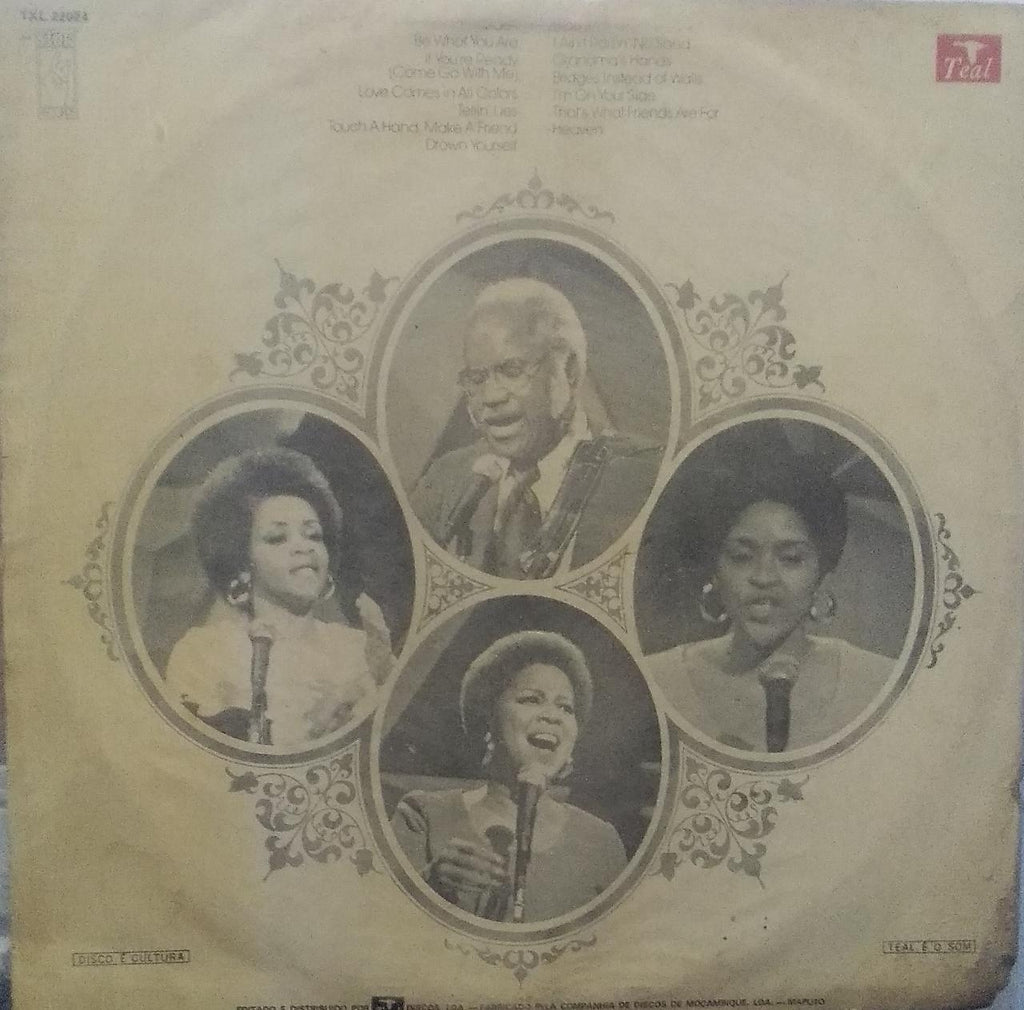 TXL 22024
Be What You Are
If You're Ready
(Come Go With Me)
Love Comes in All Colors
Tellin' Lies
Touch A Hand, Make A Friend
Drown Yourself
I Ain't Raisin' No Sand
Grandma's Hands
Bridges Instead of Walls
I'm On Your Side
That's What Friends Are For
Heaven
Teal
DISCO É CULTURA
TEAL É O SOM
EDITADO E DISTRIBUIDO POR DISCOS, LDA. — FABRICADO PELA COMPANHIA DE DISCOS DE MOÇAMBIQUE, LDA. — MAPUTO